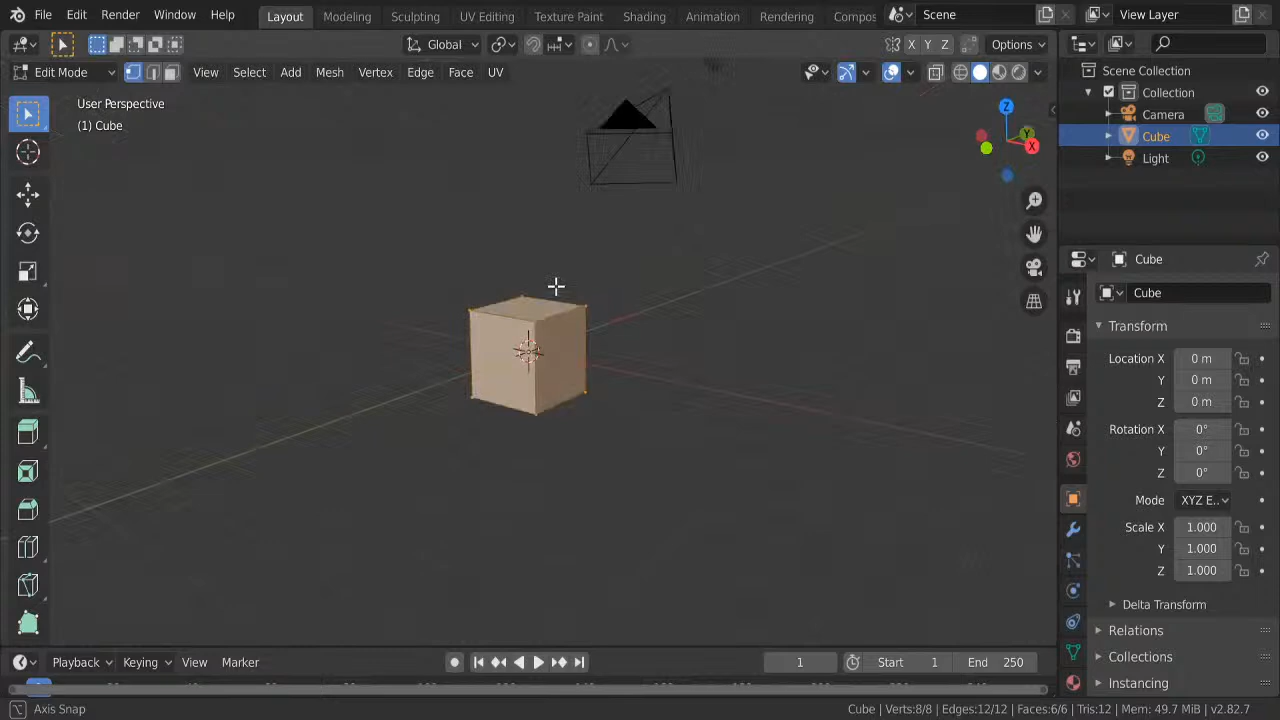 File Edit Render Window Help Layout Modeling Sculpting UV Editing Texture Paint Shading Animation Rendering Compos Scene View Layer
Global X Y Z Options
Edit Mode View Select Add Mesh Vertex Edge Face UV
User Perspective
(1) Cube
Z
Y
X
Scene Collection
Collection
Camera
Cube
Light
Cube
Cube
Transform
Location X 0 m
Y 0 m
Z 0 m
Rotation X 0°
Y 0°
Z 0°
Mode XYZ E..
Scale X 1.000
Y 1.000
Z 1.000
Delta Transform
Relations
Collections
Instancing
Playback Keying View Marker 1 Start 1 End 250
Axis Snap Cube | Verts:8/8 | Edges:12/12 | Faces:6/6 | Tris:12 | Mem: 49.7 MiB | v2.82.7